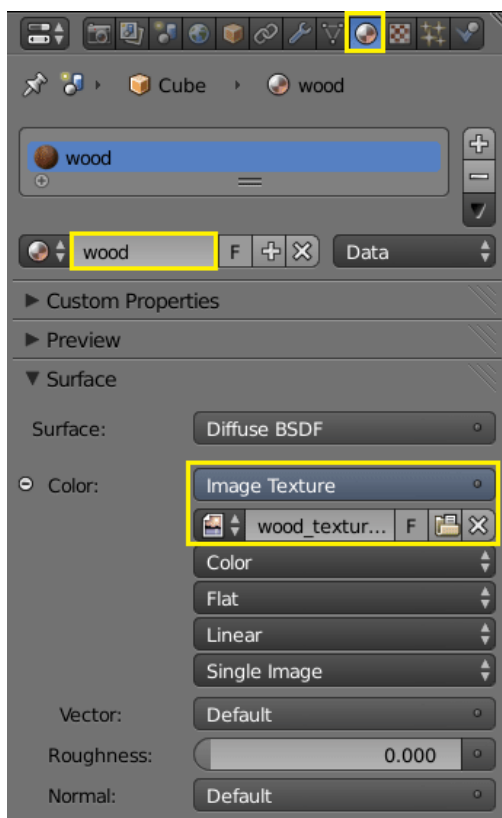 Cube wood
wood
wood F Data
Custom Properties
Preview
Surface
Surface: Diffuse BSDF
Color: Image Texture
wood_textur... F
Color
Flat
Linear
Single Image
Vector: Default
Roughness: 0.000
Normal: Default